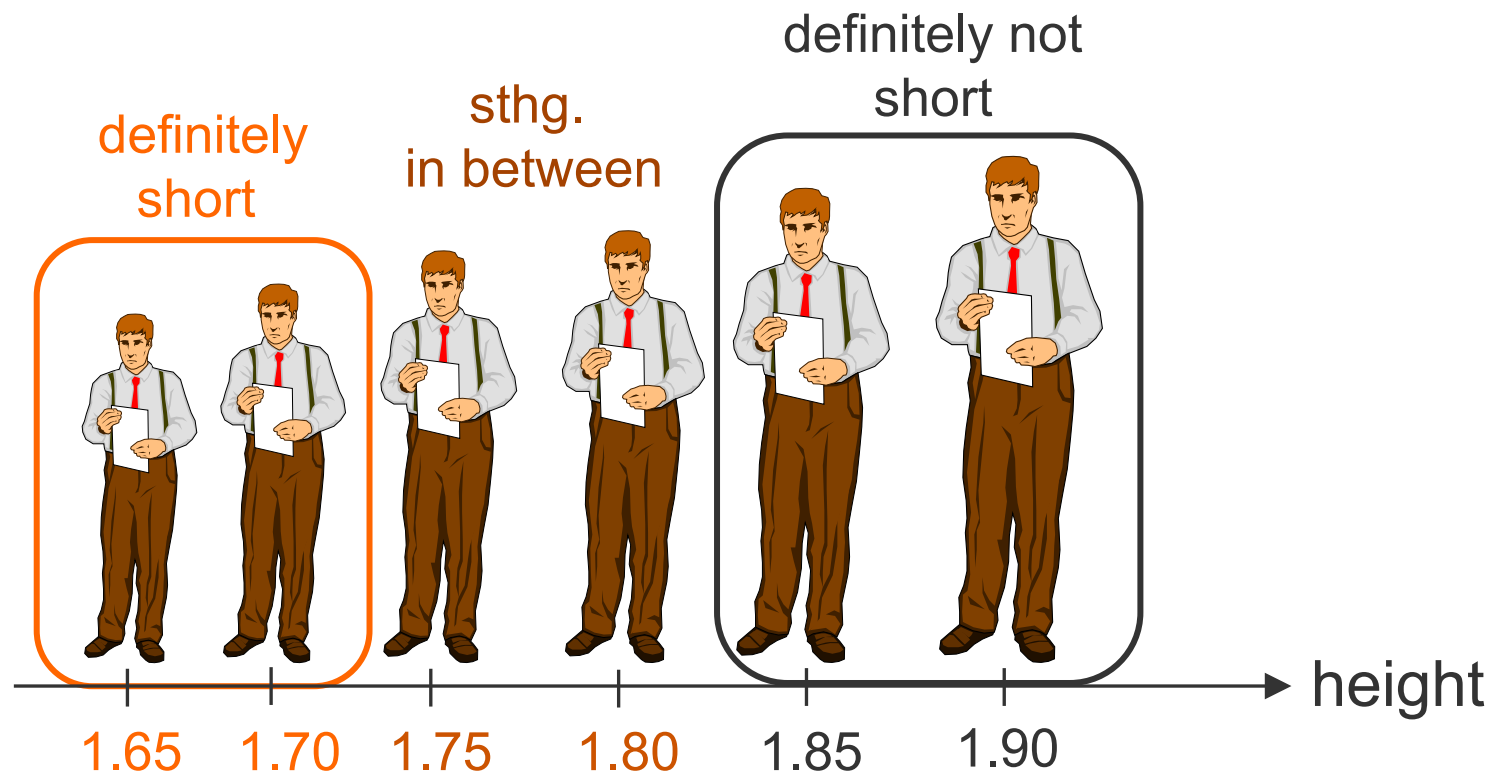 definitely
short
sthg.
in between
definitely not
short
height
1.65
1.70
1.75
1.80
1.85
1.90